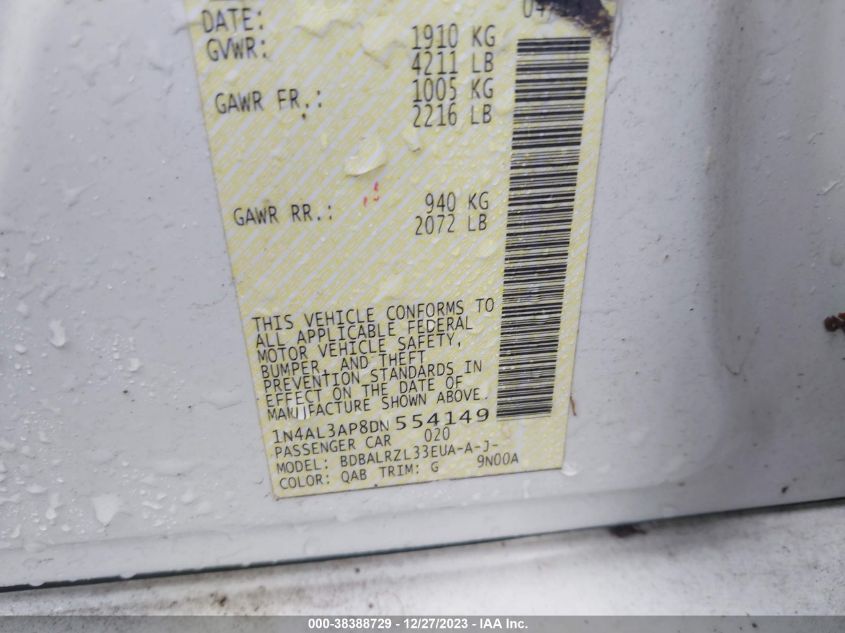 DATE: 04
GVWR: 1910 KG
4211 LB
GAWR FR.: 1005 KG
2216 LB
GAWR RR.: 940 KG
2072 LB
THIS VEHICLE CONFORMS TO
ALL APPLICABLE FEDERAL
MOTOR VEHICLE SAFETY,
BUMPER, AND THEFT
PREVENTION STANDARDS IN
EFFECT ON THE DATE OF
MANUFACTURE SHOWN ABOVE.
1N4AL3AP8DN554149
PASSENGER CAR 020
MODEL: BDBALRZL33EUA-A-J-
COLOR: QAB TRIM: G 9N00A
000-38388729 - 12/27/2023 - IAA Inc.